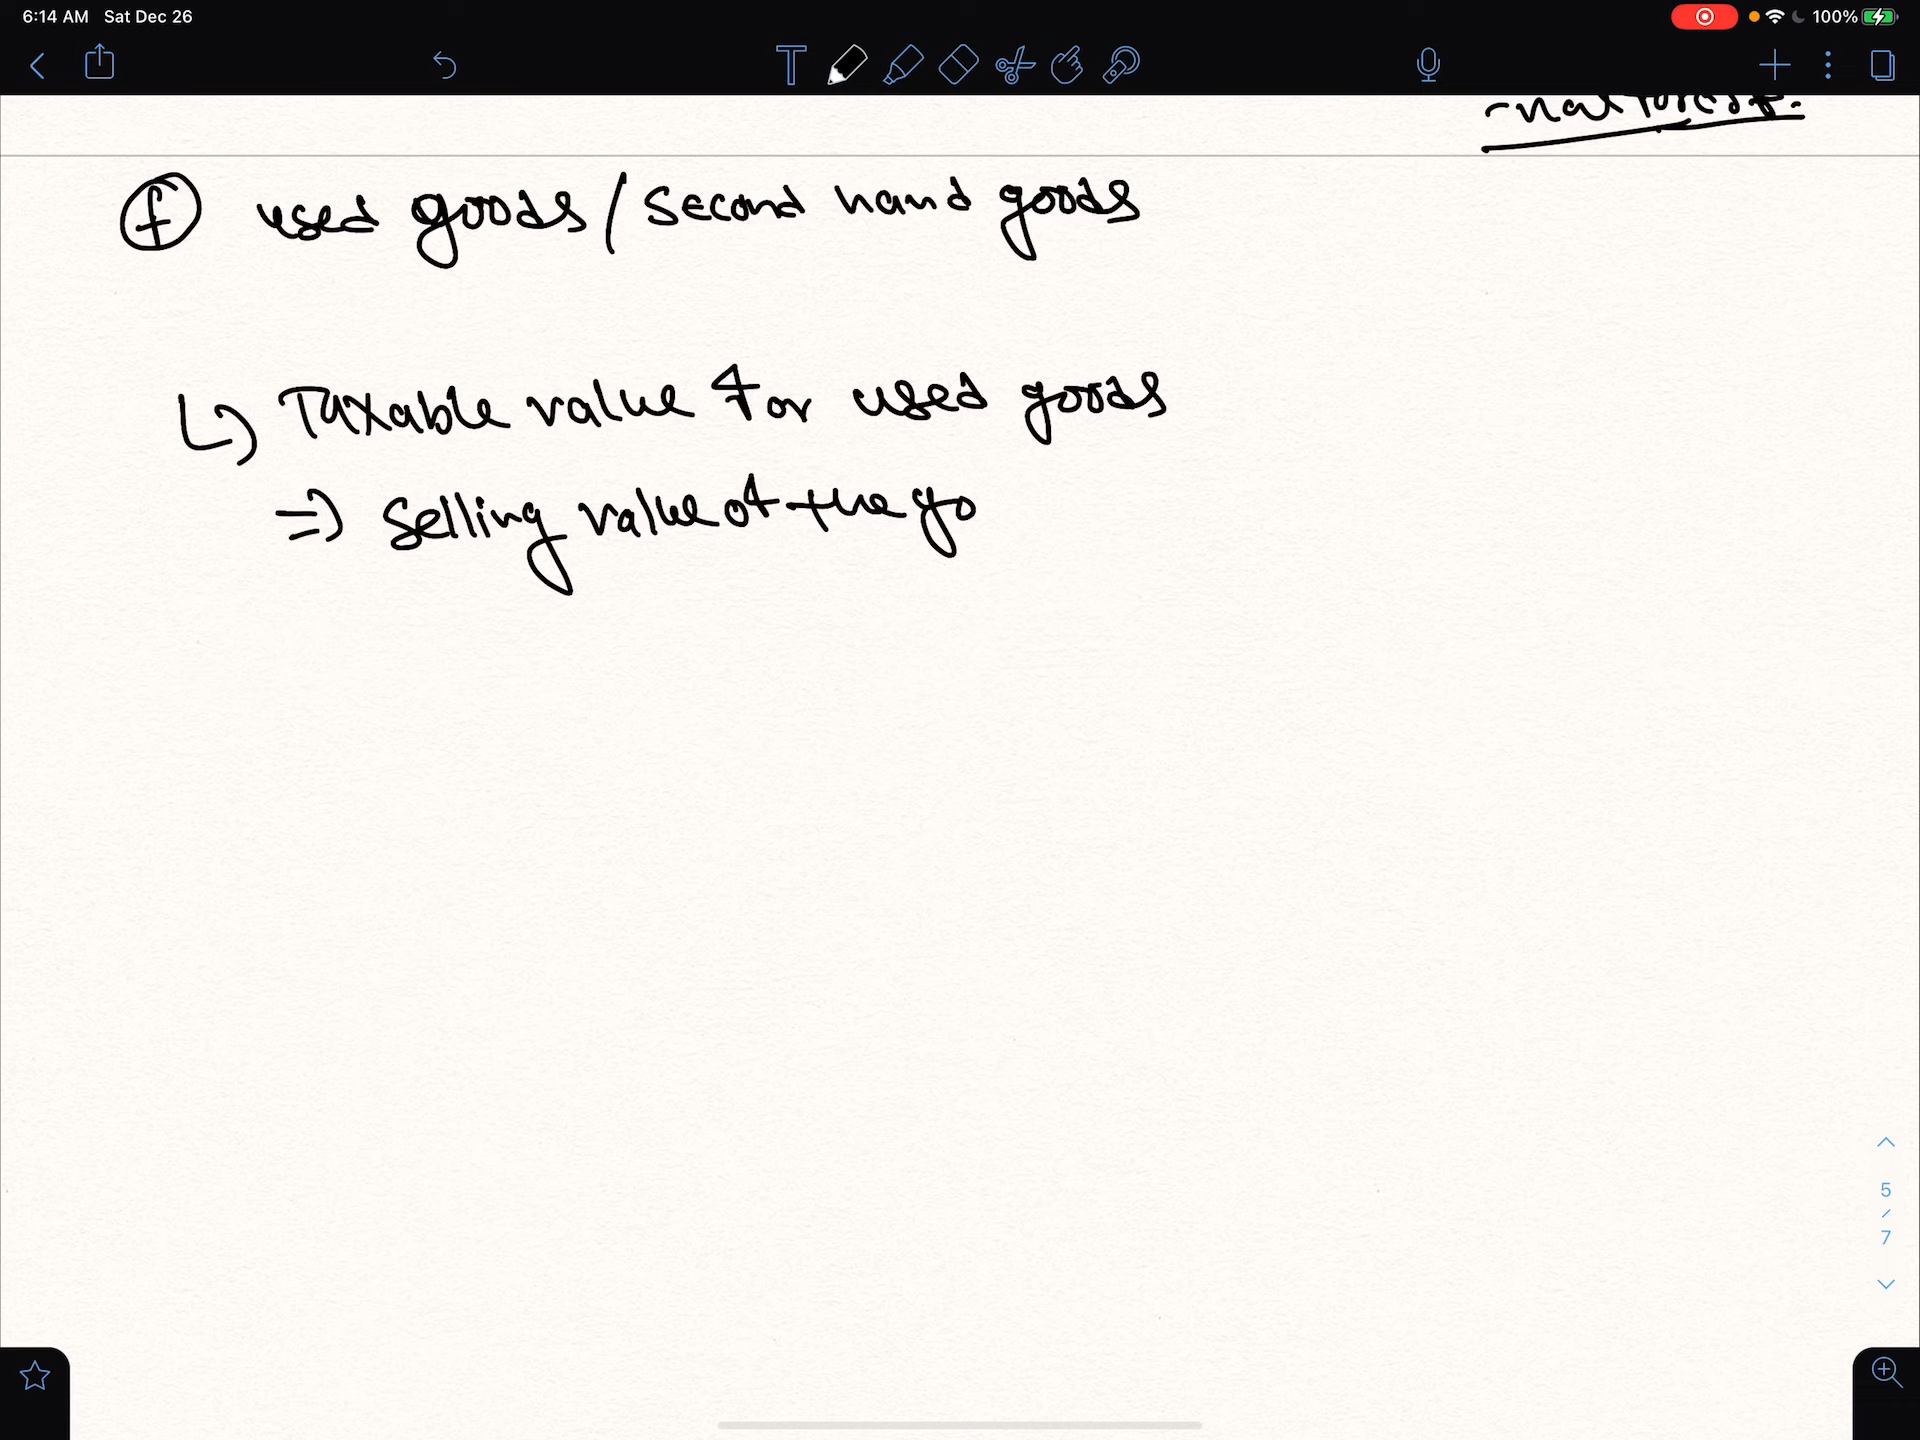 6:14 AM Sat Dec 26
100%
f used goods / second hand goods
Taxable value for used goods
=> Selling value of the go
5
/
7